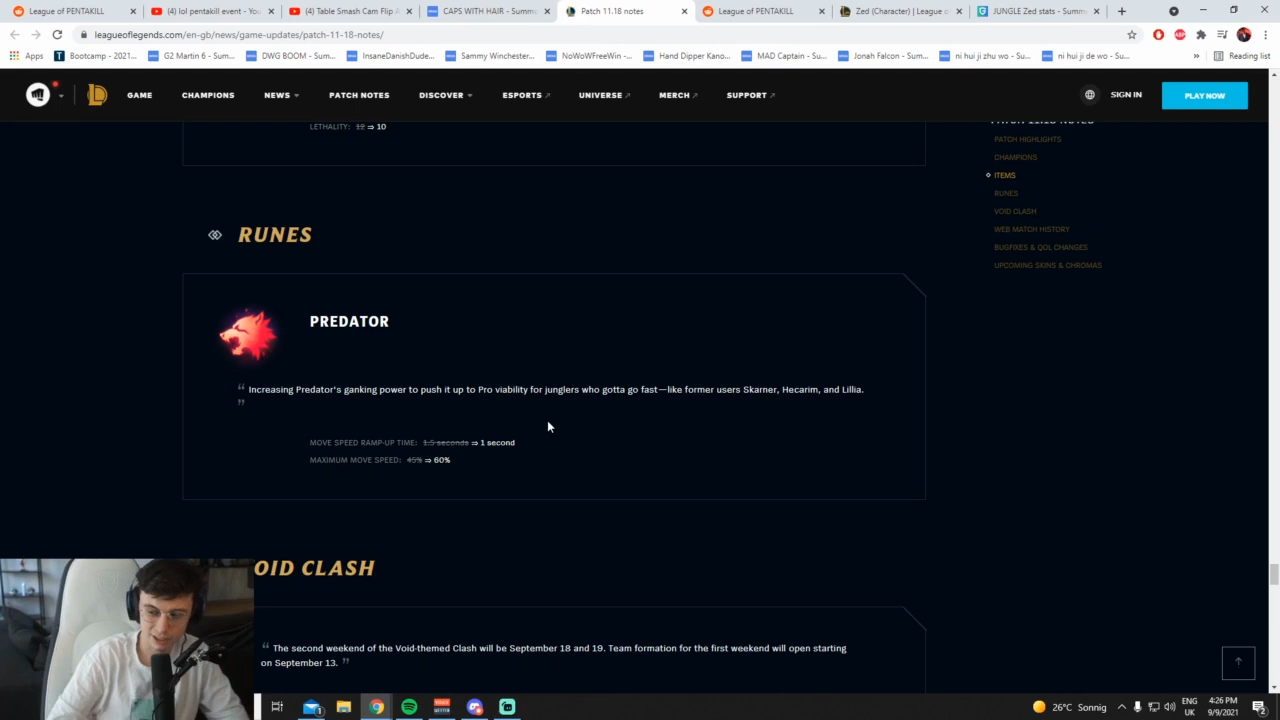 League of PENTAKILL
(4) lol pentakill event - You
(4) Table Smash Cam Flip A
CAPS WITH HAIR - Summo
Patch 11.18 notes
League of PENTAKILL
Zed (Character) | League o
JUNGLE Zed stats - Summ
leagueoflegends.com/en-gb/news/game-updates/patch-11-18-notes/
Apps
Bootcamp - 2021...
G2 Martin 6 - Sum...
DWG BOOM - Sum...
InsaneDanishDude...
Sammy Winchester...
NoWoWFreeWin -...
Hand Dipper Kano...
MAD Captain - Su...
Jonah Falcon - Su...
ni hui ji zhu wo - Su...
ni hui ji de wo - Su...
»
Reading list
GAME
CHAMPIONS
NEWS
PATCH NOTES
DISCOVER
ESPORTS
UNIVERSE
MERCH
SUPPORT
SIGN IN
PLAY NOW
LETHALITY: 12 ⇒ 10
PATCH 11.18 NOTES
PATCH HIGHLIGHTS
CHAMPIONS
ITEMS
RUNES
VOID CLASH
WEB MATCH HISTORY
BUGFIXES & QOL CHANGES
UPCOMING SKINS & CHROMAS
RUNES
PREDATOR
“ Increasing Predator's ganking power to push it up to Pro viability for junglers who gotta go fast—like former users Skarner, Hecarim, and Lillia.
”
MOVE SPEED RAMP-UP TIME: 1.5 seconds ⇒ 1 second
MAXIMUM MOVE SPEED: 45% ⇒ 60%
OID CLASH
“ The second weekend of the Void-themed Clash will be September 18 and 19. Team formation for the first weekend will open starting
on September 13. ”
26°C Sonnig
ENG
UK
4:26 PM
9/9/2021
2